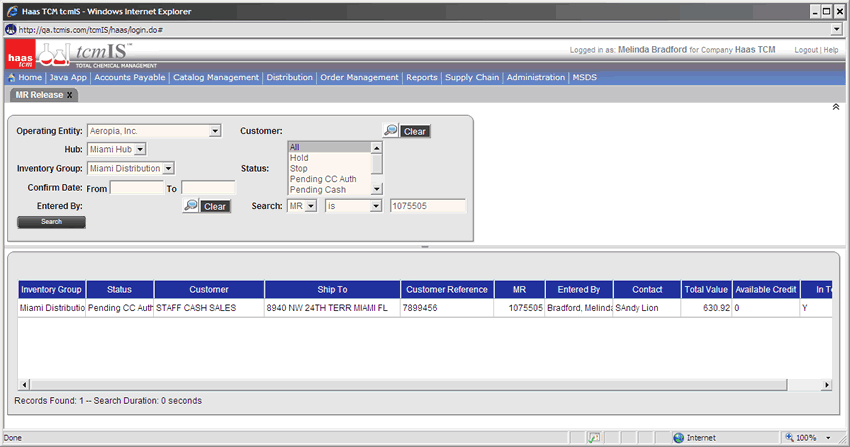 Haas TCM tcmIS - Windows Internet Explorer
http://qa.tcmis.com/tcmIS/haas/login.do#
haas tcm
tcmIS™
TOTAL CHEMICAL MANAGEMENT
Logged in as: Melinda Bradford for Company Haas TCM Logout | Help
Home | Java App | Accounts Payable | Catalog Management | Distribution | Order Management | Reports | Supply Chain | Administration | MSDS
MR Release X
Operating Entity: Aeropia, Inc. Customer: Clear
Hub: Miami Hub
Inventory Group: Miami Distribution
Status: All
Hold
Stop
Pending CC Auth
Pending Cash
Confirm Date: From To
Entered By: Clear Search: MR is 1075505
Search
Inventory Group Status Customer Ship To Customer Reference MR Entered By Contact Total Value Available Credit In Te
Miami Distributio Pending CC Auth STAFF CASH SALES 8940 NW 24TH TERR MIAMI FL 7899456 1075505 Bradford, Melinda SAndy Lion 630.92 0 Y
Records Found: 1 -- Search Duration: 0 seconds
Done Internet 100%